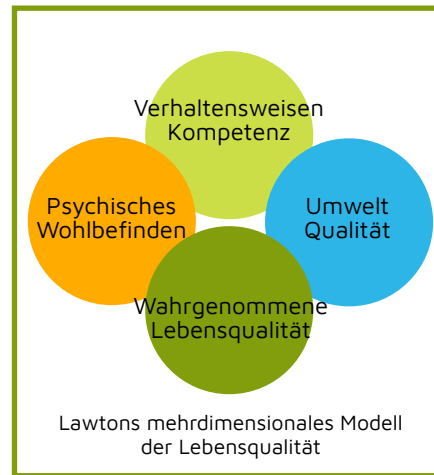 Verhaltensweisen
Kompetenz
Psychisches
Wohlbefinden
Umwelt
Qualität
Wahrgenommene
Lebensqualität
Lawtons mehrdimensionales Modell
der Lebensqualität